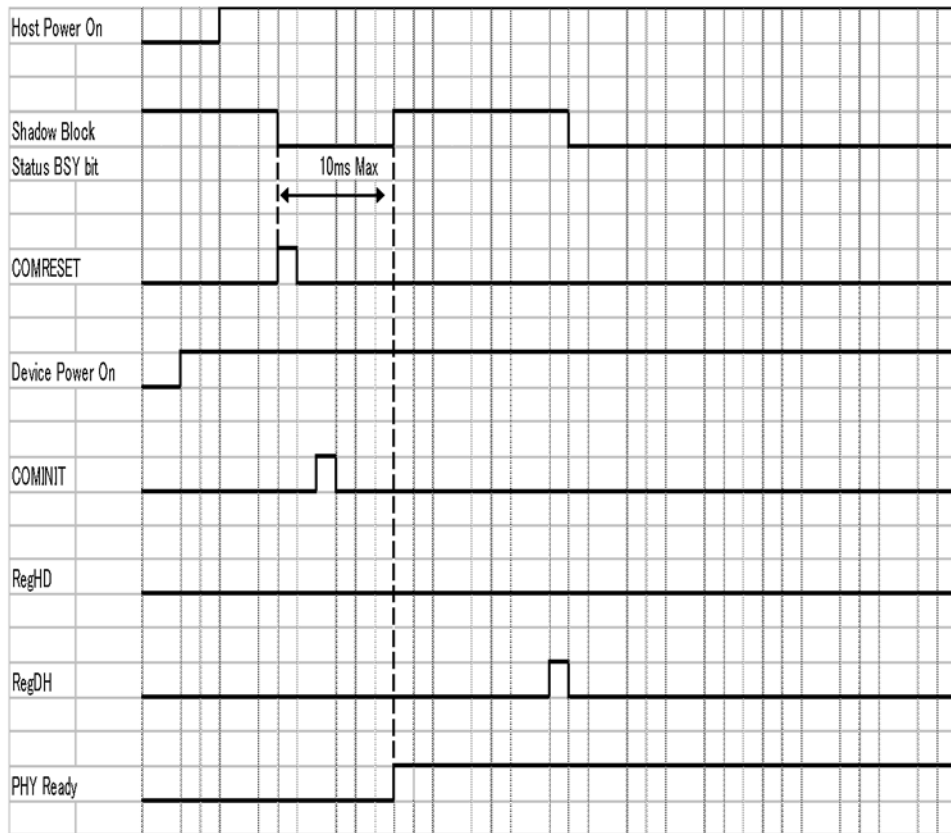 Host Power On
Shadow Block
Status BSY bit
10ms Max
COMRESET
Device Power On
COMINIT
RegHD
RegDH
PHY Ready